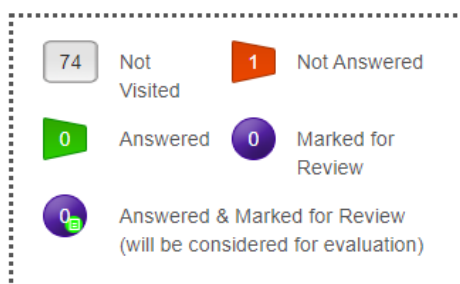 74 Not Visited
1 Not Answered
0 Answered
0 Marked for Review
0 Answered & Marked for Review
(will be considered for evaluation)